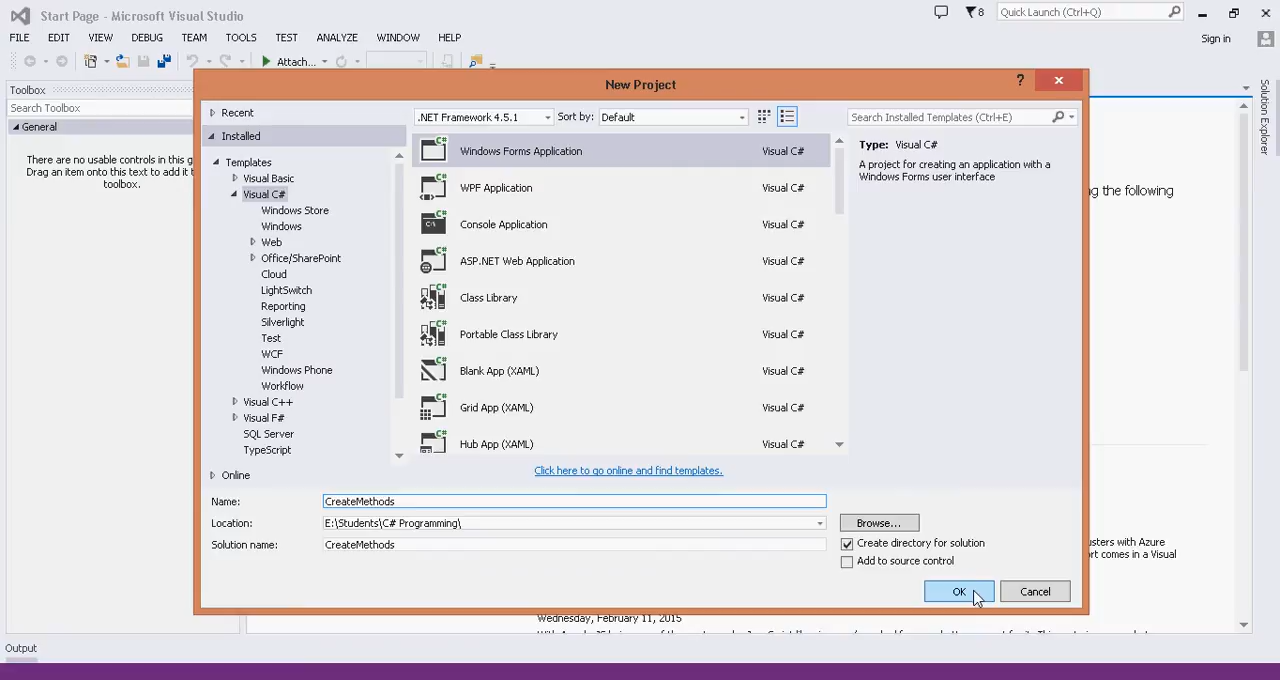 Start Page - Microsoft Visual Studio
8
Quick Launch (Ctrl+Q)
FILE EDIT VIEW DEBUG TEAM TOOLS TEST ANALYZE WINDOW HELP
Sign in
Attach...
Toolbox
Search Toolbox
General
There are no usable controls in this g
Drag an item onto this text to add it t
toolbox.
Solution Explorer
New Project
?
Recent
Installed
Templates
Visual Basic
Visual C#
Windows Store
Windows
Web
Office/SharePoint
Cloud
LightSwitch
Reporting
Silverlight
Test
WCF
Windows Phone
Workflow
Visual C++
Visual F#
SQL Server
TypeScript
Online
.NET Framework 4.5.1
Sort by: Default
Search Installed Templates (Ctrl+E)
Windows Forms Application Visual C#
WPF Application Visual C#
Console Application Visual C#
ASP.NET Web Application Visual C#
Class Library Visual C#
Portable Class Library Visual C#
Blank App (XAML) Visual C#
Grid App (XAML) Visual C#
Hub App (XAML) Visual C#
Click here to go online and find templates.
Type: Visual C#
A project for creating an application with a
Windows Forms user interface
Name: CreateMethods
Location: E:\Students\C# Programming\
Browse...
Solution name: CreateMethods
Create directory for solution
Add to source control
OK
Cancel
ng the following
usters with Azure
ort comes in a Visual
Wednesday, February 11, 2015
Output